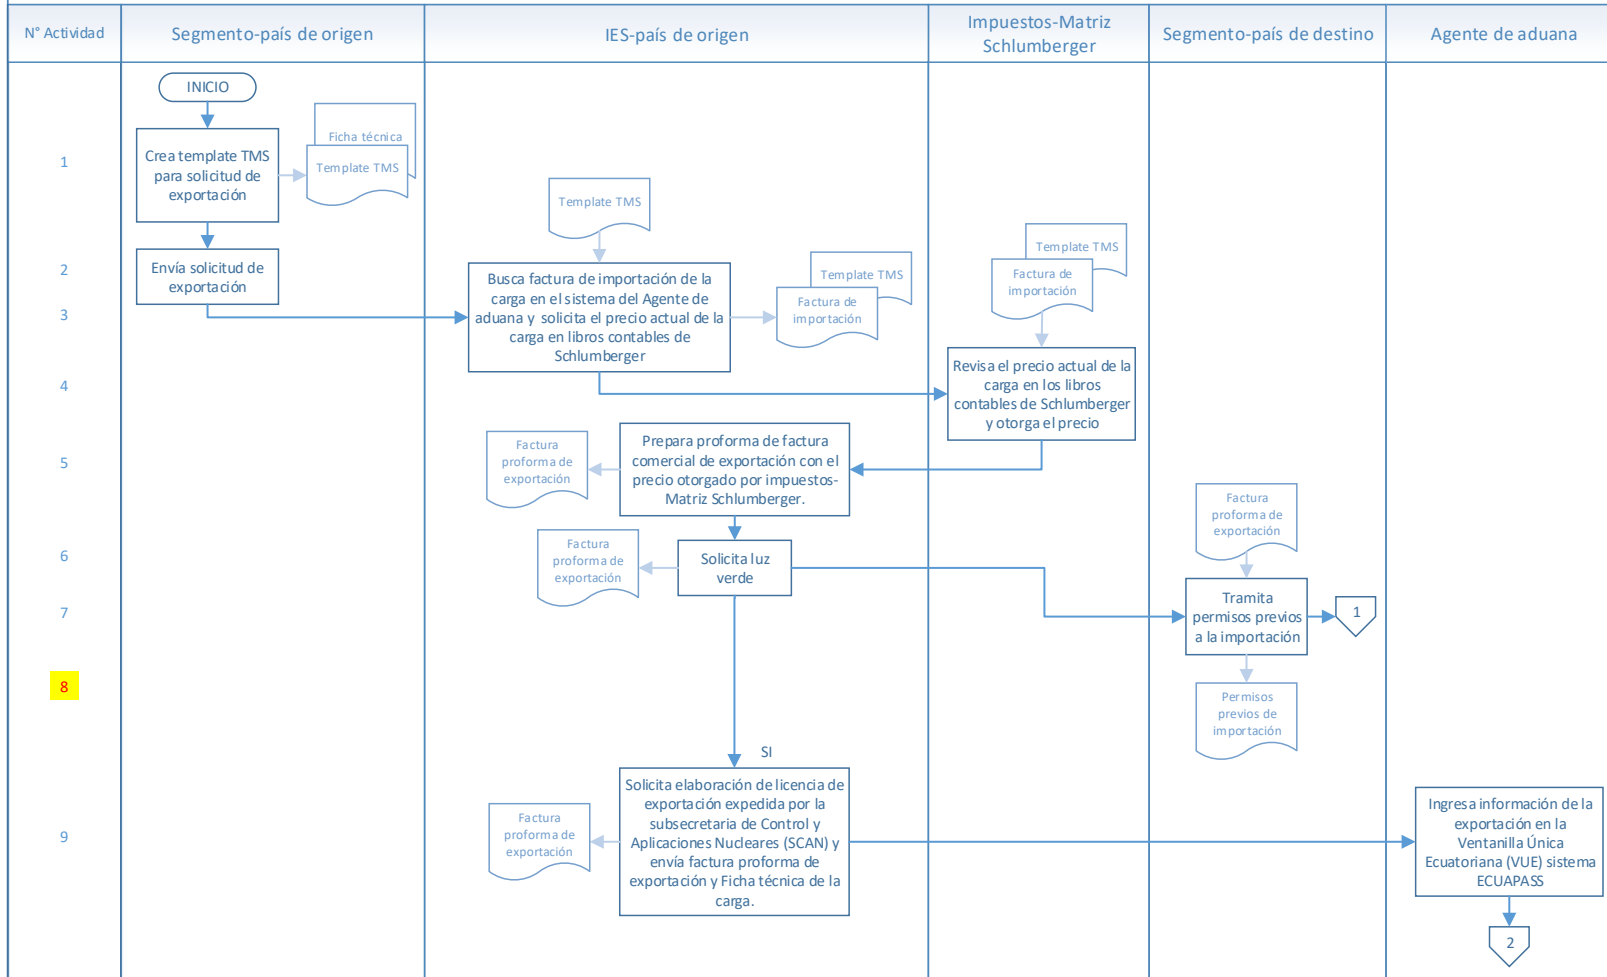 N° Actividad
Segmento-país de origen
IES-país de origen
Impuestos-Matriz
Schlumberger
Segmento-país de destino
Agente de aduana
INICIO
1
Crea template TMS
para solicitud de
exportación
Ficha técnica
Template TMS
Template TMS
2
Envía solicitud de
exportación
3
Busca factura de importación de la
carga en el sistema del Agente de
aduana y solicita el precio actual de la
carga en libros contables de
Schlumberger
Template TMS
Factura de
importación
Template TMS
Factura de
importación
4
Revisa el precio actual de la
carga en los libros
contables de Schlumberger
y otorga el precio
5
Factura
proforma de
exportación
Prepara proforma de factura
comercial de exportación con el
precio otorgado por impuestos-
Matriz Schlumberger.
Factura
proforma de
exportación
6
Factura
proforma de
exportación
Solicita luz
verde
7
Tramita
permisos previos
a la importación
1
8
Permisos
previos de
importación
SI
9
Factura
proforma de
exportación
Solicita elaboración de licencia de
exportación expedida por la
subsecretaria de Control y
Aplicaciones Nucleares (SCAN) y
envía factura proforma de
exportación y Ficha técnica de la
carga.
Ingresa información de la
exportación en la
Ventanilla Única
Ecuatoriana (VUE) sistema
ECUAPASS
2